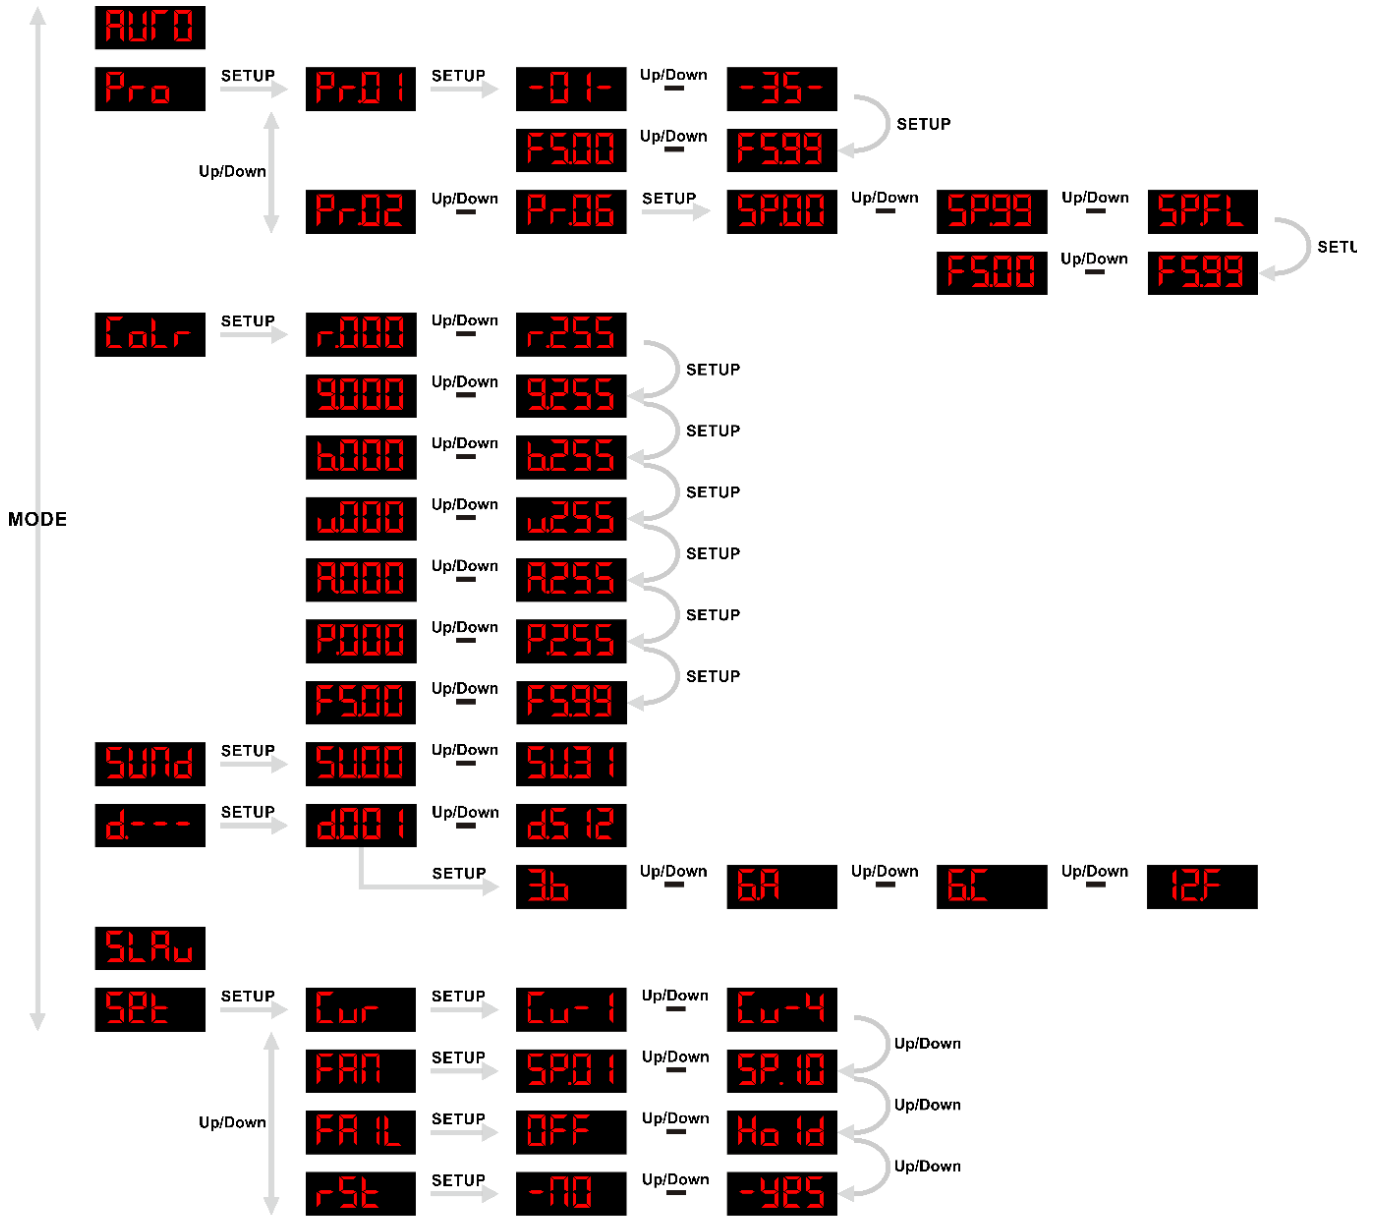 AUTO
Pro SETUP Pr.01 SETUP -01- Up/Down -35-
SETUP
FS.00 Up/Down FS.99
Up/Down
Pr.02 Up/Down Pr.06 SETUP SP.00 Up/Down SP.99 Up/Down SP.FL
SETU
FS.00 Up/Down FS.99
CoLr SETUP r.000 Up/Down r.255
SETUP
g.000 Up/Down g.255
SETUP
b.000 Up/Down b.255
SETUP
MODE
u.000 Up/Down u.255
SETUP
A.000 Up/Down A.255
SETUP
P.000 Up/Down P.255
SETUP
FS.00 Up/Down FS.99
SUNd SETUP SU.00 Up/Down SU.31
d.--- SETUP d.001 Up/Down d.512
SETUP 3.b Up/Down 6.A Up/Down 6.C Up/Down 12.F
SLAu
Set SETUP Cur SETUP Cu-1 Up/Down Cu-4
Up/Down
FAN SETUP SP.01 Up/Down SP.10
Up/Down
Up/Down
FAIL SETUP OFF Up/Down Hold
Up/Down
rSt SETUP -NO Up/Down -YES